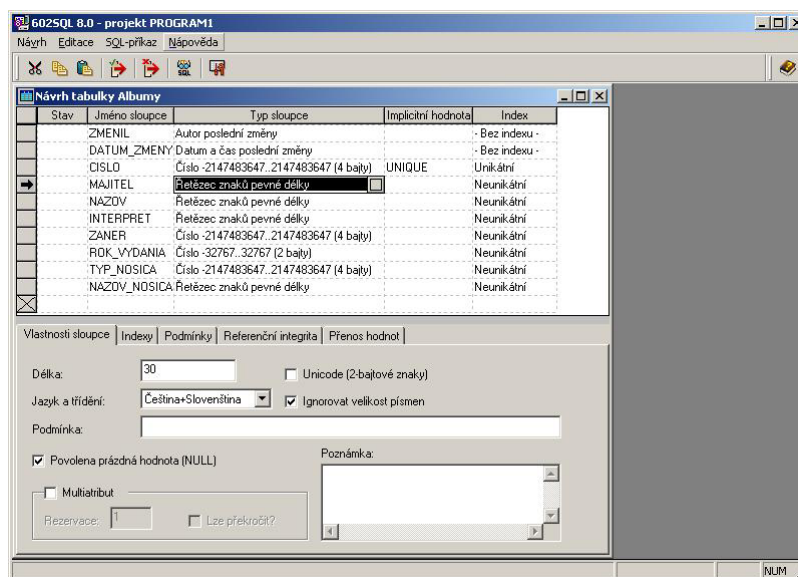 602SQL 8.0 - projekt PROGRAM1
Návrh Editace SQL-příkaz Nápověda
GO SQL
Návrh tabulky Albumy
Stav Jméno sloupce Typ sloupce Implicitní hodnota Index
ZMENIL Autor poslední změny - Bez indexu -
DATUM_ZMENY Datum a čas poslední změny - Bez indexu -
CISLO Číslo -2147483647..2147483647 (4 bajty) UNIQUE Unikátní
MAJITEL Řetězec znaků pevné délky Neunikátní
NAZOV Řetězec znaků pevné délky Neunikátní
INTERPRET Řetězec znaků pevné délky Neunikátní
ZANER Číslo -2147483647..2147483647 (4 bajty) Neunikátní
ROK_VYDANIA Číslo -32767..32767 (2 bajty) Neunikátní
TYP_NOSICA Číslo -2147483647..2147483647 (4 bajty) Neunikátní
NAZOV_NOSICA Řetězec znaků pevné délky Neunikátní
Vlastnosti sloupce Indexy Podmínky Referenční integrita Přenos hodnot
Délka: 30 Unicode (2-bajtové znaky)
Jazyk a třídění: Čeština+Slovenština Ignorovat velikost písmen
Podmínka:
Povolena prázdná hodnota (NULL) Poznámka:
Multiatribut
Rezervace: 1 Lze překročit?
NUM